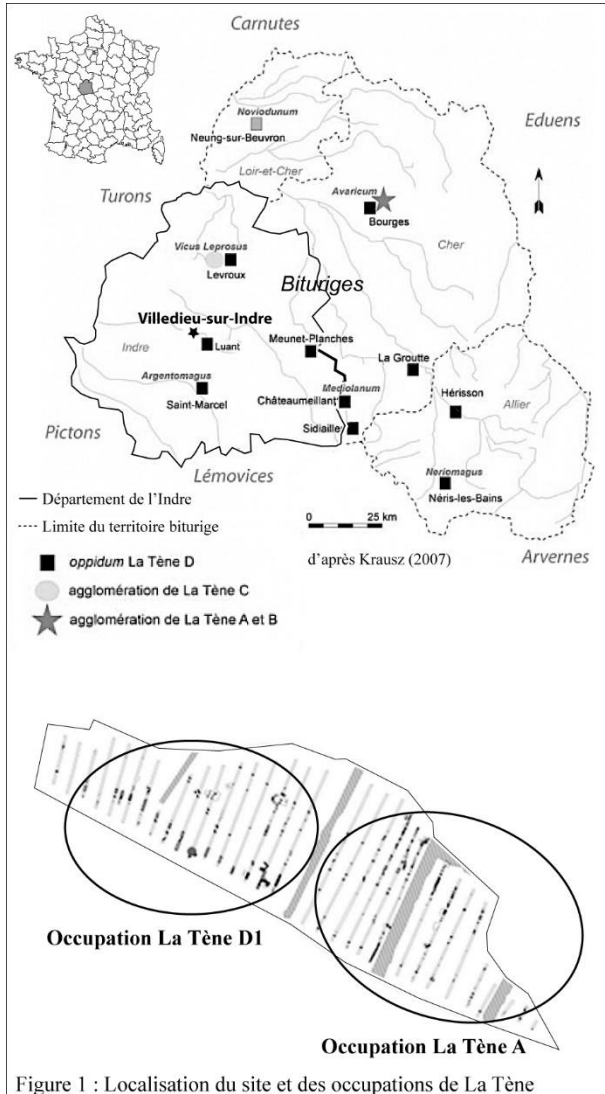 Carnutes
Noviodunum
Neung-sur-Beuvron
Eduens
Loir-et-Cher
Turons
Avaricum
Bourges
Cher
Vicus Leprosus
Levroux
Bituriges
Villedieu-sur-Indre
Meunet-Planches
Indre
Luant
La Groutte
Argentomagus
Mediolanum
Hérisson
Allier
Saint-Marcel
Châteaumeillant
Sidiaille
Pictons
Neriomagus
Lémovices
Néris-les-Bains
Département de l'Indre
Limite du territoire biturige
0 25 km
Arvernes
d'après Krausz (2007)
oppidum La Tène D
agglomération de La Tène C
agglomération de La Tène A et B
Occupation La Tène D1
Occupation La Tène A
Figure 1 : Localisation du site et des occupations de La Tène